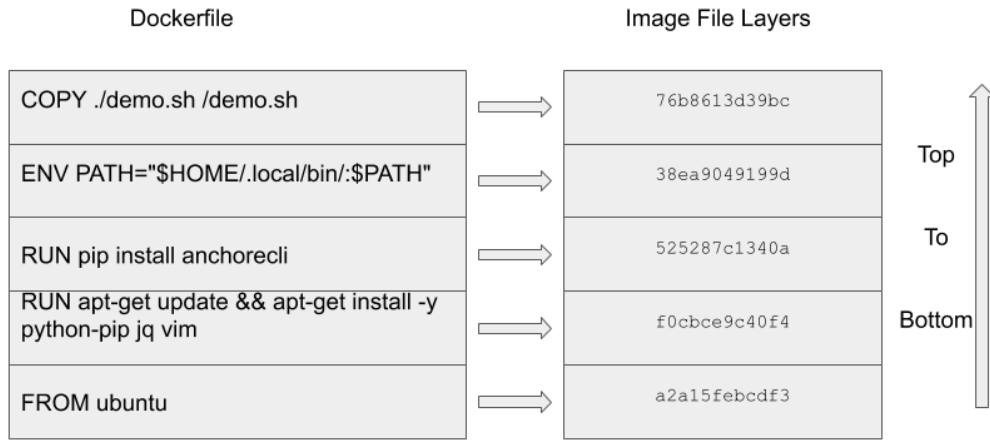 Dockerfile
Image File Layers
COPY ./demo.sh /demo.sh
76b8613d39bc
ENV PATH="$HOME/.local/bin/:$PATH"
38ea9049199d
RUN pip install anchorecli
525287c1340a
RUN apt-get update && apt-get install -y
python-pip jq vim
f0cbce9c40f4
FROM ubuntu
a2a15febcdf3
Top
To
Bottom